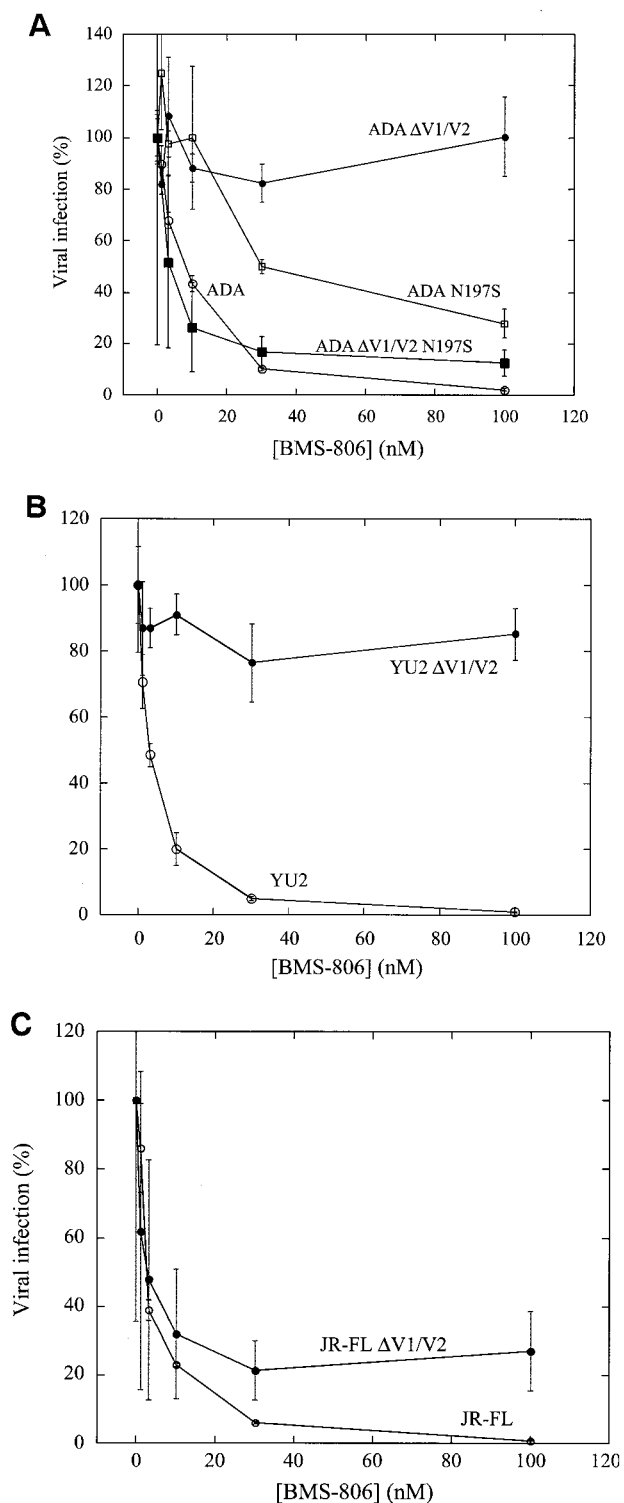 A
140
120
100
80
60
40
20
0
Viral infection (%)
ADA ΔV1/V2
ADA
ADA N197S
ADA ΔV1/V2 N197S
0 20 40 60 80 100 120
[BMS-806] (nM)
B
120
100
80
60
40
20
0
Viral infection (%)
YU2 ΔV1/V2
YU2
0 20 40 60 80 100 120
[BMS-806] (nM)
C
120
100
80
60
40
20
0
Viral infection (%)
JR-FL ΔV1/V2
JR-FL
0 20 40 60 80 100 120
[BMS-806] (nM)